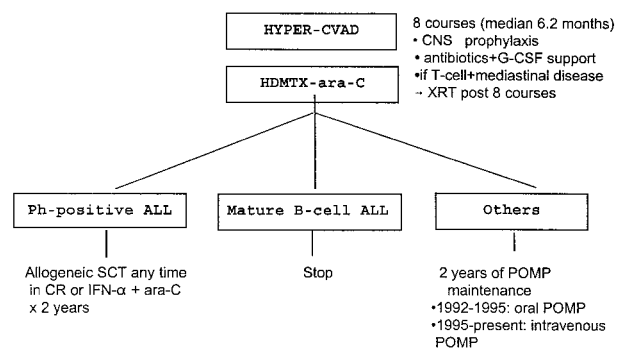 HYPER-CVAD
HDMTX-ara-C
8 courses (median 6.2 months)
• CNS prophylaxis
• antibiotics+G-CSF support
•if T-cell+mediastinal disease
→ XRT post 8 courses
Ph-positive ALL
Mature B-cell ALL
Others
Allogeneic SCT any time
in CR or IFN-α + ara-C
x 2 years
Stop
2 years of POMP
maintenance
•1992-1995: oral POMP
•1995-present: intravenous
POMP